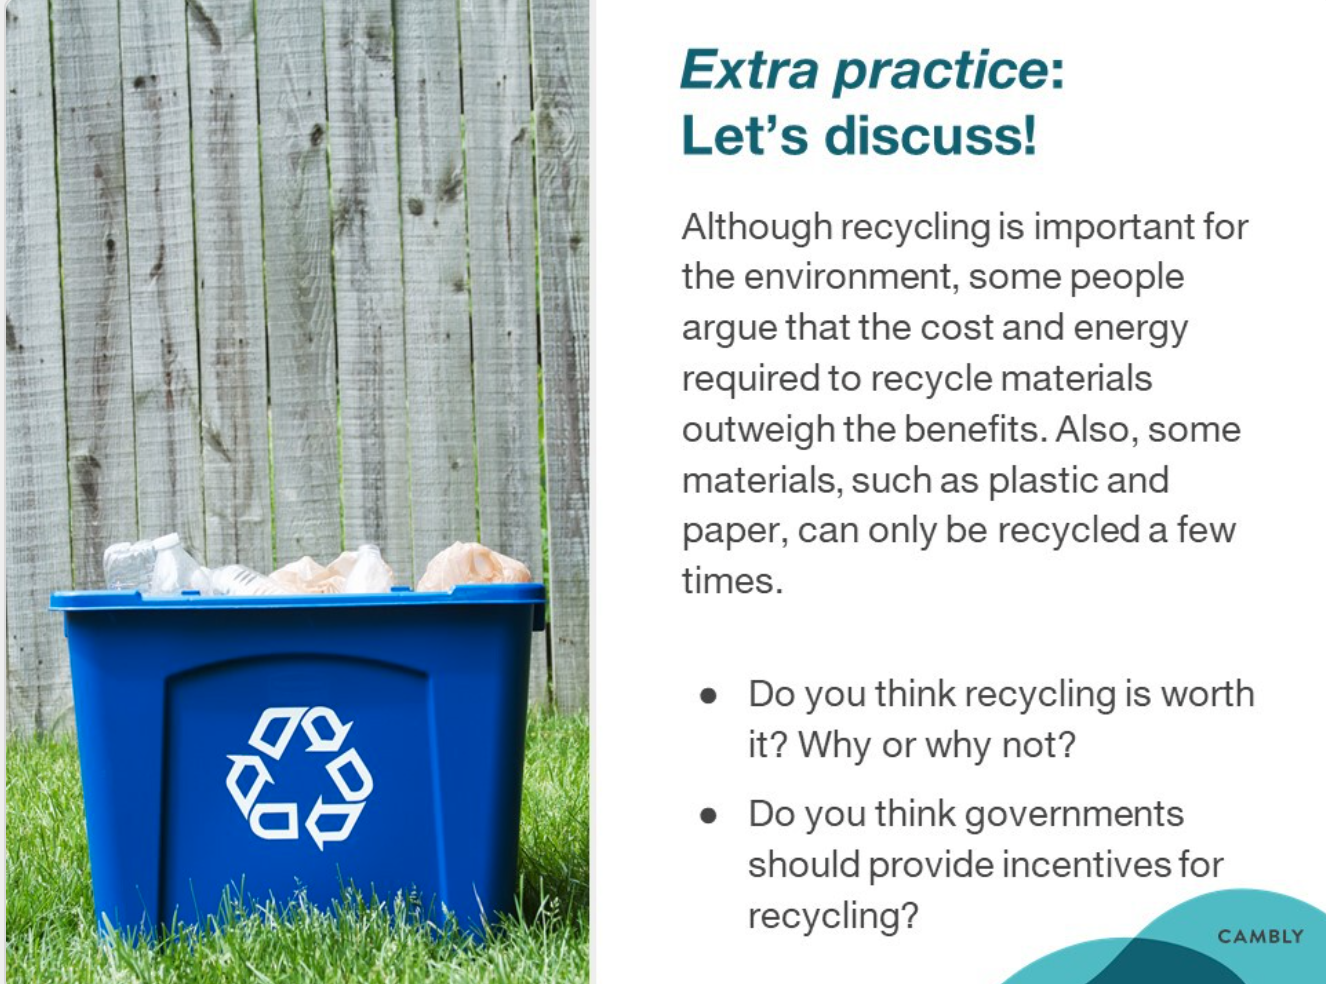 Extra practice:
Let's discuss!
Although recycling is important for
the environment, some people
argue that the cost and energy
required to recycle materials
outweigh the benefits. Also, some
materials, such as plastic and
paper, can only be recycled a few
times.
● Do you think recycling is worth
it? Why or why not?
● Do you think governments
should provide incentives for
recycling?
CAMBLY